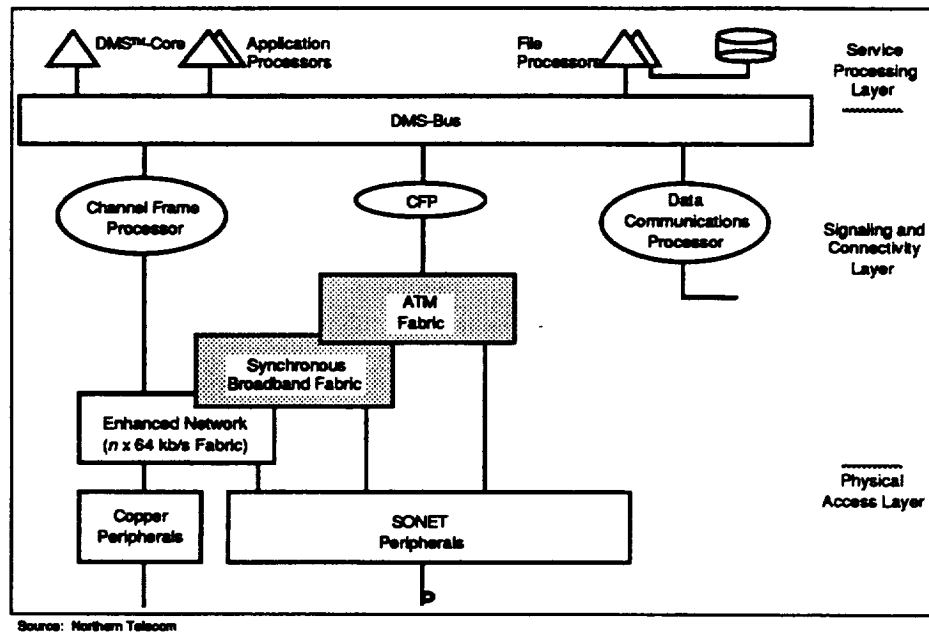 DMS™-Core
Application
Processors
File
Processors
Service
Processing
Layer
DMS-Bus
Channel Frame
Processor
CFP
Data
Communications
Processor
Signaling and
Connectivity
Layer
ATM
Fabric
Synchronous
Broadband Fabric
Enhanced Network
(n x 64 kb/s Fabric)
Physical
Access Layer
Copper
Peripherals
SONET
Peripherals
Source: Northern Telecom